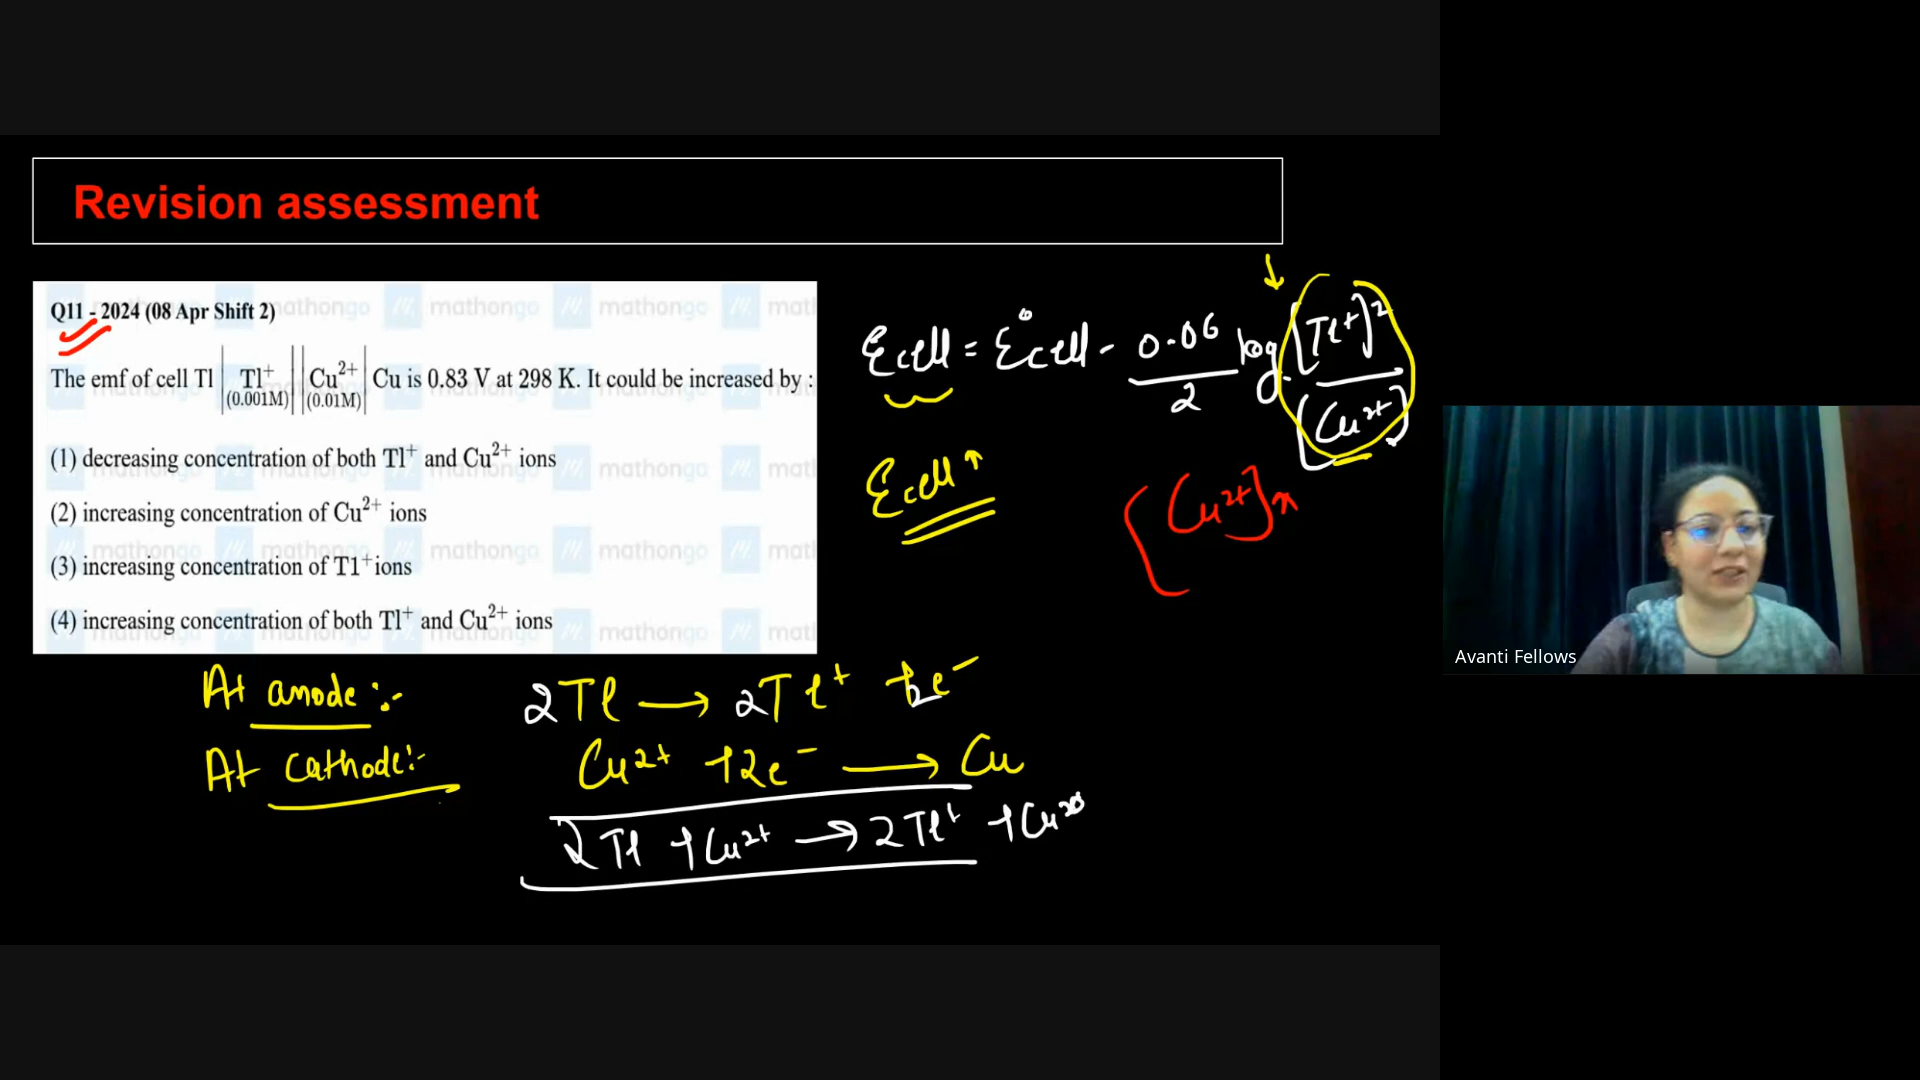 Revision assessment
Q11 - 2024 (08 Apr Shift 2)
The emf of cell Tl | Tl⁺ (0.001M) || Cu²⁺ (0.01M) | Cu is 0.83 V at 298 K. It could be increased by :
(1) decreasing concentration of both Tl⁺ and Cu²⁺ ions
(2) increasing concentration of Cu²⁺ ions
(3) increasing concentration of T1⁺ ions
(4) increasing concentration of both Tl⁺ and Cu²⁺ ions
mathongo
Ecell = E°cell - 0.06/2 log [Tl⁺]²/[Cu²⁺]
Ecell ↑
[Cu²⁺]
At anode :- 2Tl → 2Tl⁺ + 2e⁻
At cathode :- Cu²⁺ + 2e⁻ → Cu
2Tl + Cu²⁺ → 2Tl⁺ + Cu
Avanti Fellows